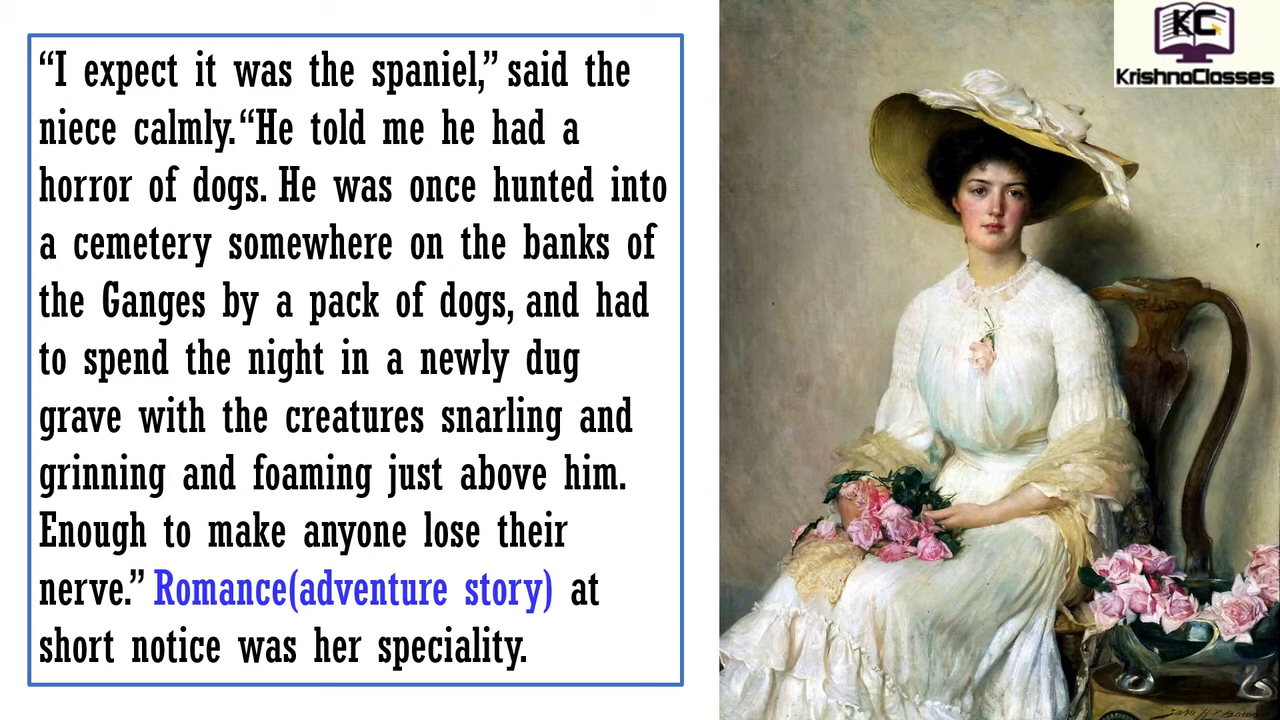 “I expect it was the spaniel,” said the
niece calmly.“He told me he had a
horror of dogs. He was once hunted into
a cemetery somewhere on the banks of
the Ganges by a pack of dogs, and had
to spend the night in a newly dug
grave with the creatures snarling and
grinning and foaming just above him.
Enough to make anyone lose their
nerve.” Romance(adventure story) at
short notice was her speciality.
KC
KrishnaClasses